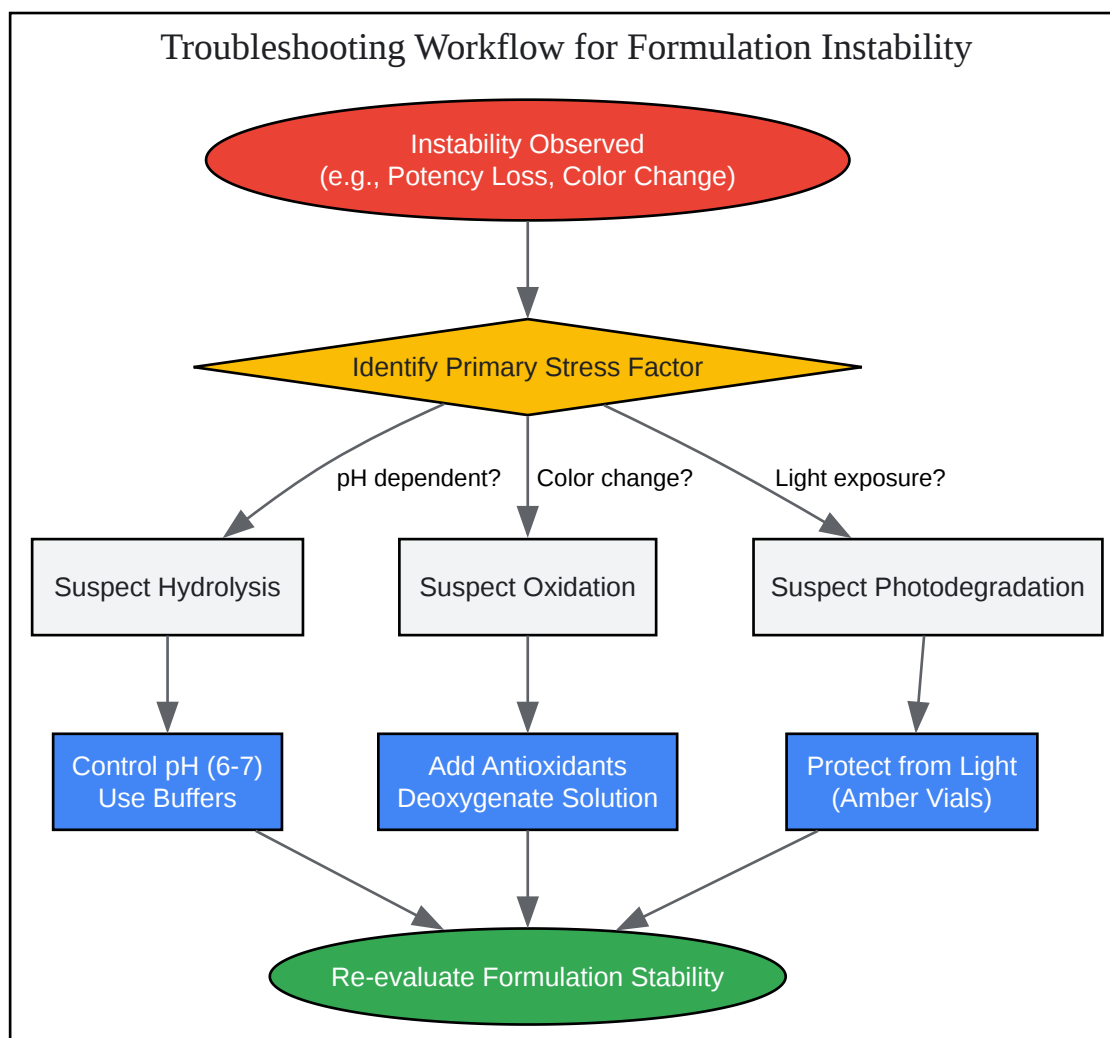 Troubleshooting Workflow for Formulation Instability
Instability Observed
(e.g., Potency Loss, Color Change)
Identify Primary Stress Factor
pH dependent?
Color change?
Light exposure?
Suspect Hydrolysis
Suspect Oxidation
Suspect Photodegradation
Control pH (6-7)
Use Buffers
Add Antioxidants
Deoxygenate Solution
Protect from Light
(Amber Vials)
Re-evaluate Formulation Stability